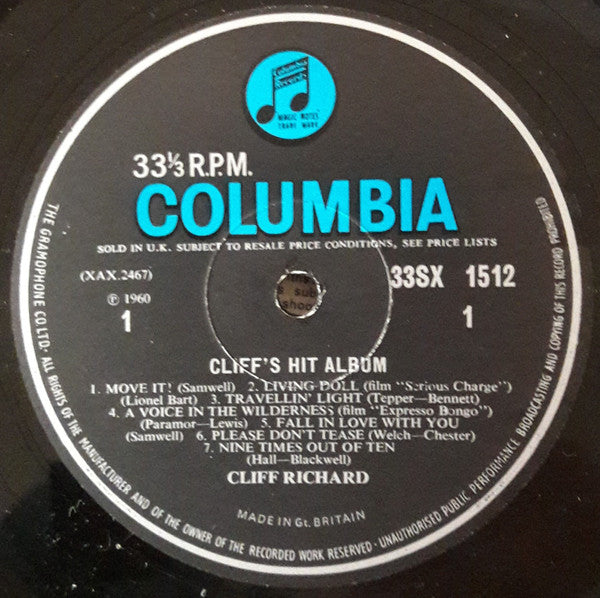 Columbia
Records
MAGIC NOTES
TRADE MARK
33⅓ R.P.M.
COLUMBIA
SOLD IN U.K. SUBJECT TO RESALE PRICE CONDITIONS, SEE PRICE LISTS
(XAX.2467)
33SX 1512
℗ 1960
1
1
CLIFF'S HIT ALBUM
1. MOVE IT! (Samwell) 2. LIVING DOLL (film "Serious Charge")
(Lionel Bart) 3. TRAVELLIN' LIGHT (Tepper—Bennett)
4. A VOICE IN THE WILDERNESS (film "Expresso Bongo")
(Paramor—Lewis) 5. FALL IN LOVE WITH YOU
(Samwell) 6. PLEASE DON'T TEASE (Welch—Chester)
7. NINE TIMES OUT OF TEN
(Hall—Blackwell)
CLIFF RICHARD
MADE IN Gt. BRITAIN
THE GRAMOPHONE CO. LTD. ALL RIGHTS OF THE MANUFACTURER AND OF THE OWNER OF THE RECORDED WORK RESERVED · UNAUTHORISED PUBLIC PERFORMANCE BROADCASTING AND COPYING OF THIS RECORD PROHIBITED